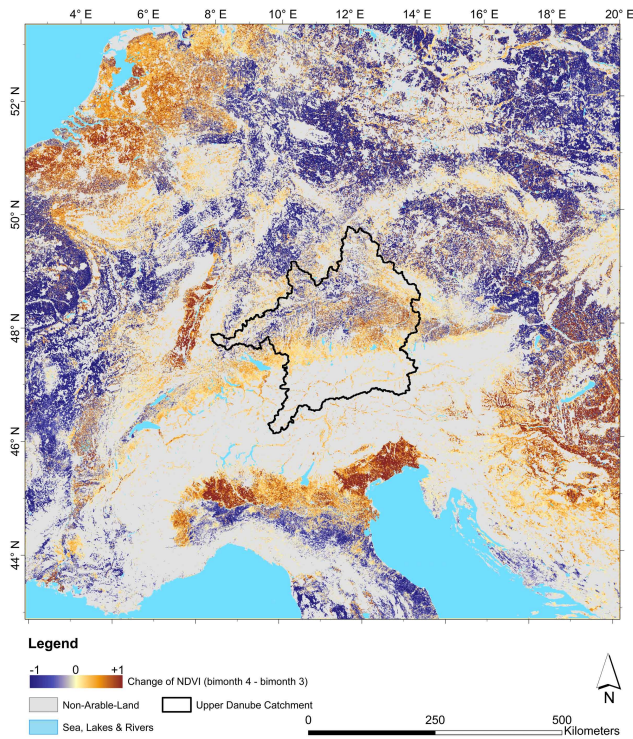 4° E 6° E 8° E 10° E 12° E 14° E 16° E 18° E 20° E
52° N
50° N
48° N
46° N
44° N
Legend
-1 0 +1
Change of NDVI (bimonth 4 - bimonth 3)
Non-Arable-Land
Upper Danube Catchment
Sea, Lakes & Rivers
N
0 250 500
Kilometers